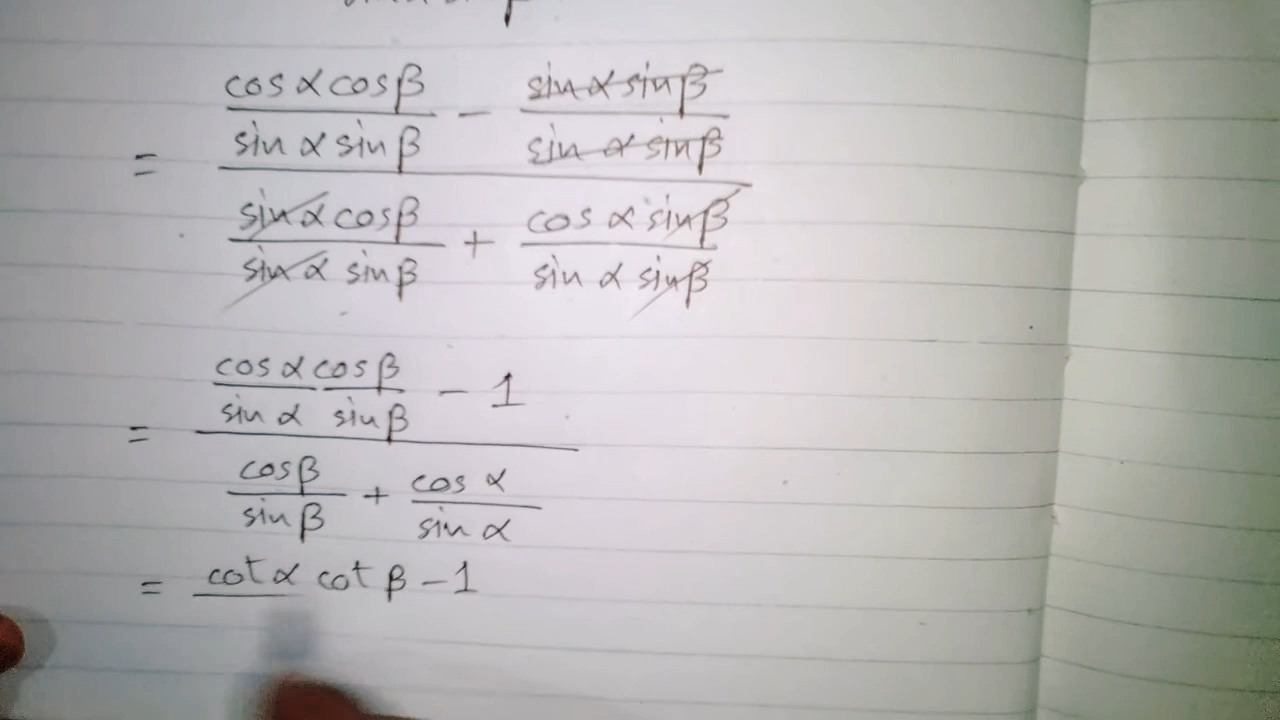 cos α cos β / sin α sin β − sin α sin β / sin α sin β
=
sin α cos β / sin α sin β + cos α sin β / sin α sin β
cos α / sin α cos β / sin β − 1
=
cos β / sin β + cos α / sin α
= cot α cot β − 1